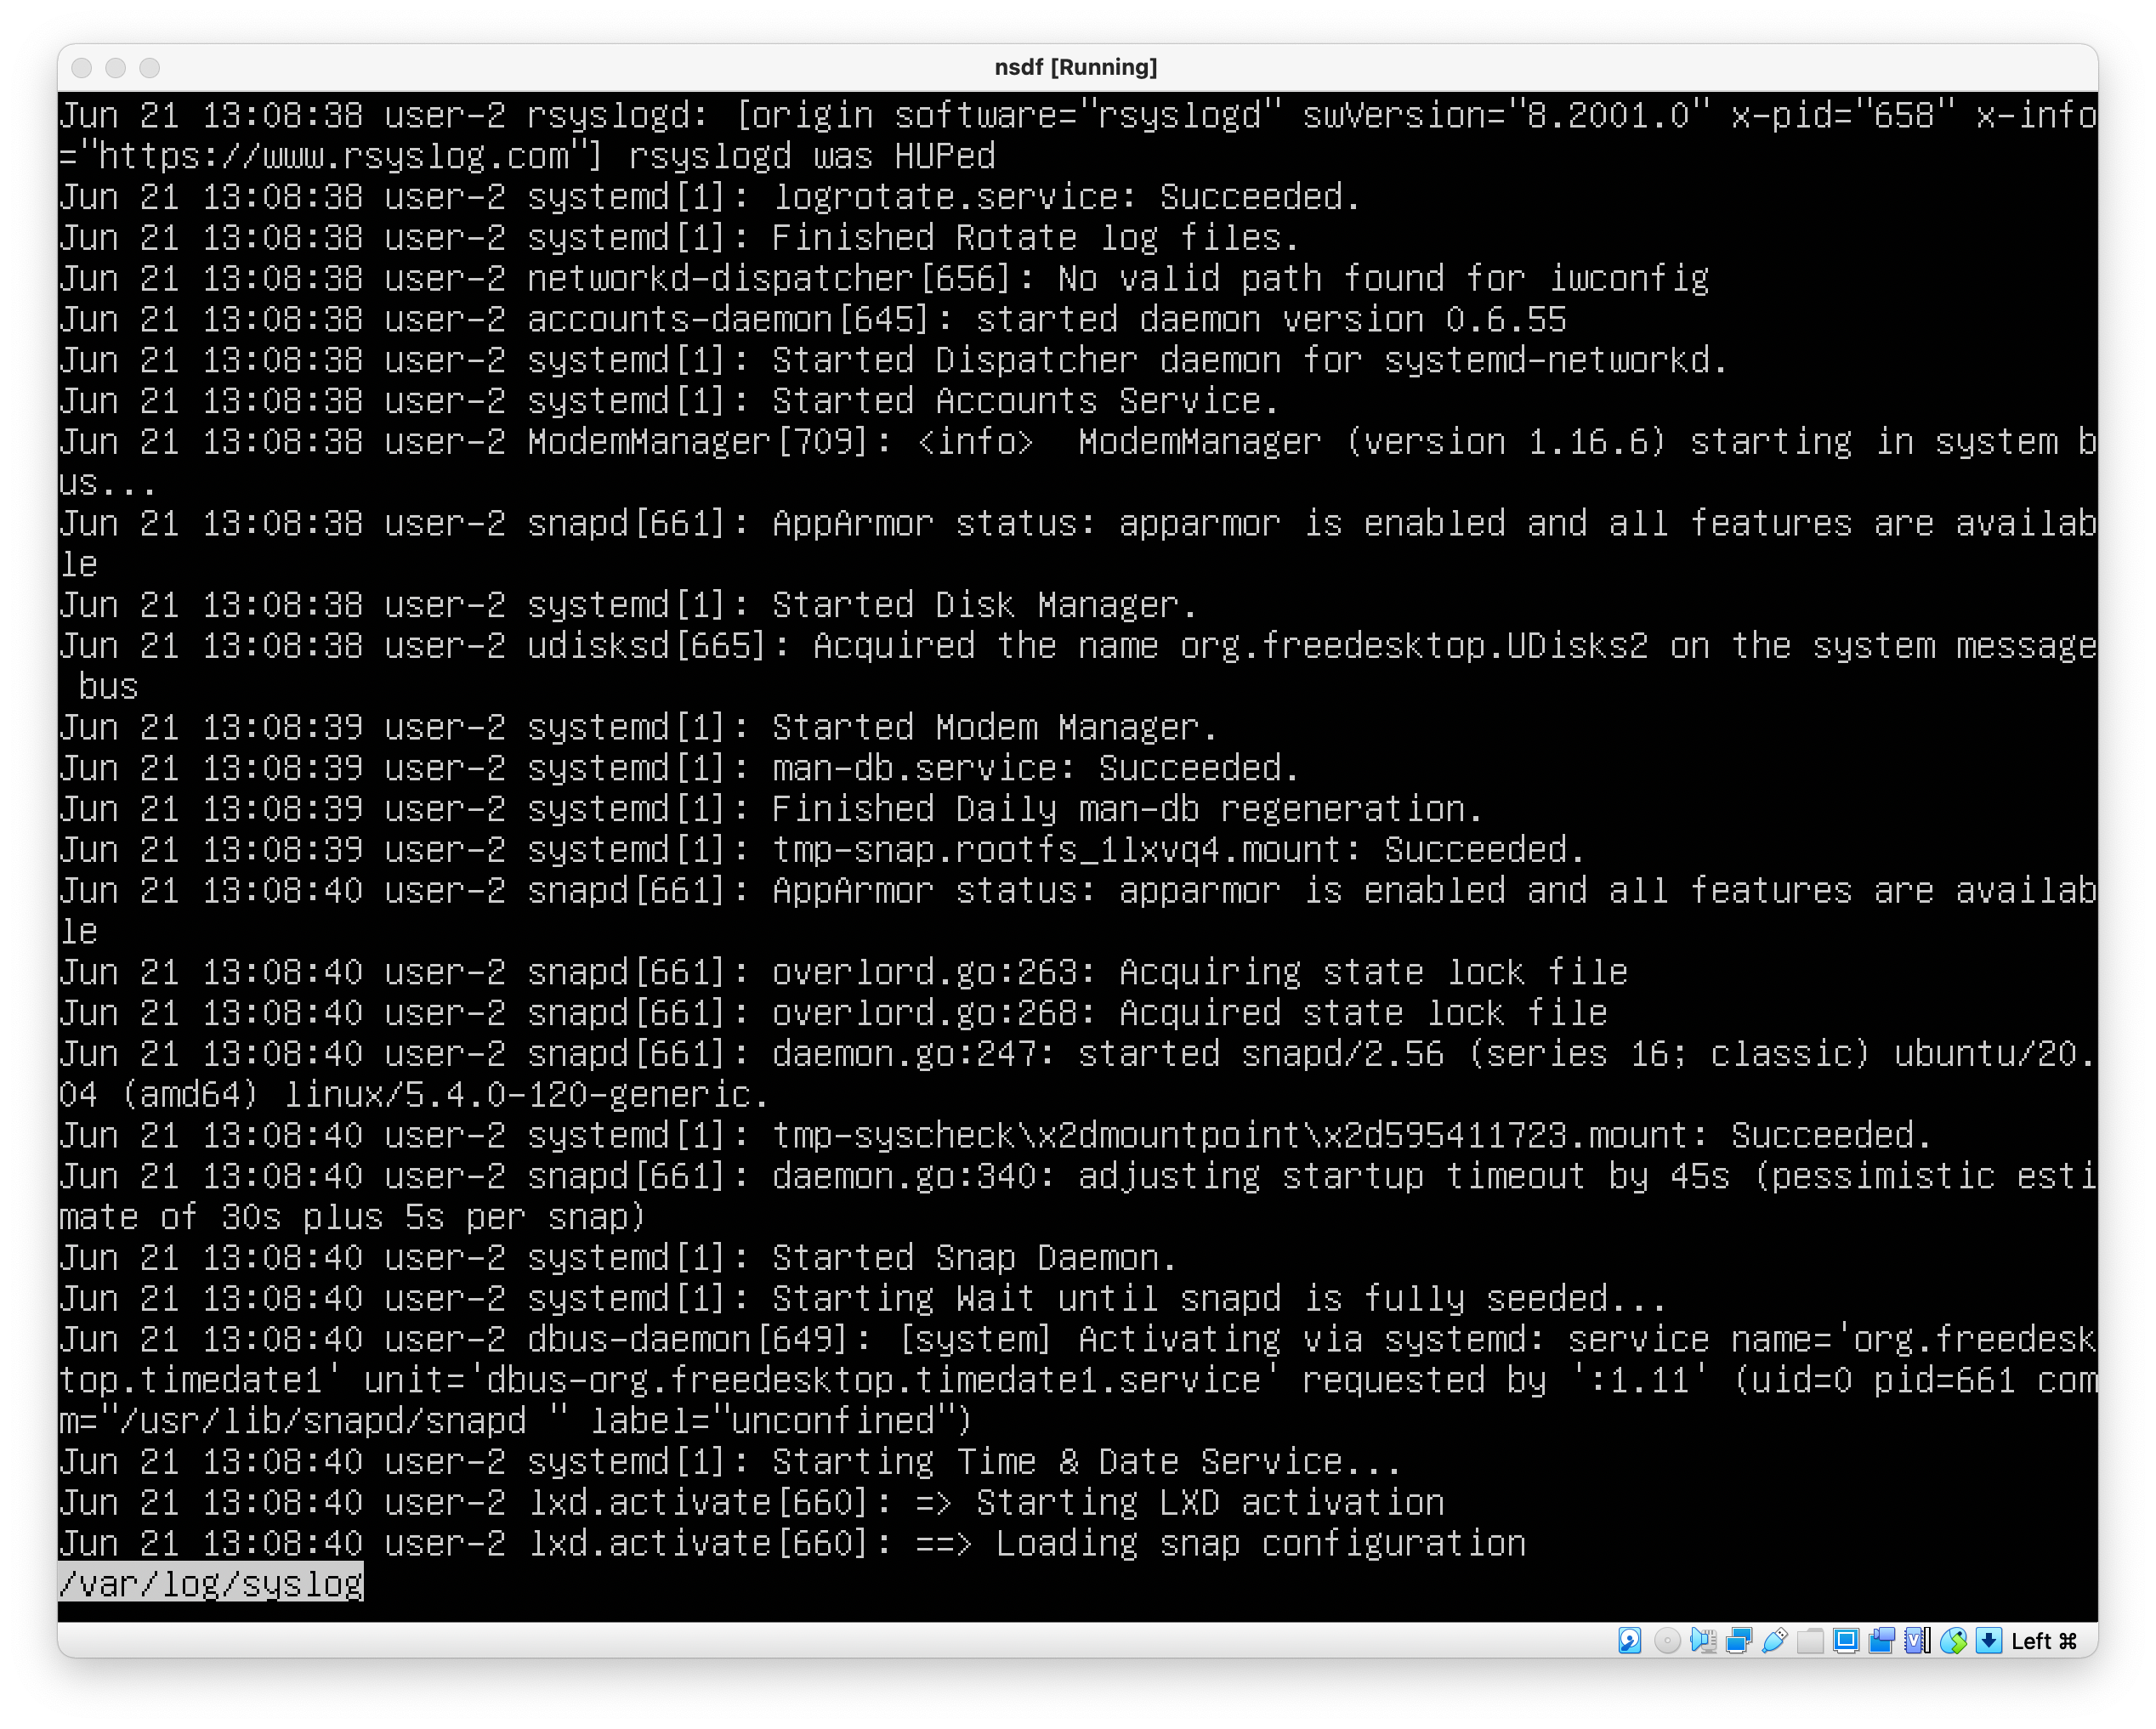 nsdf [Running]
Jun 21 13:08:38 user-2 rsyslogd: [origin software="rsyslogd" swVersion="8.2001.0" x-pid="658" x-info
="https://www.rsyslog.com"] rsyslogd was HUPed
Jun 21 13:08:38 user-2 systemd[1]: logrotate.service: Succeeded.
Jun 21 13:08:38 user-2 systemd[1]: Finished Rotate log files.
Jun 21 13:08:38 user-2 networkd-dispatcher[656]: No valid path found for iwconfig
Jun 21 13:08:38 user-2 accounts-daemon[645]: started daemon version 0.6.55
Jun 21 13:08:38 user-2 systemd[1]: Started Dispatcher daemon for systemd-networkd.
Jun 21 13:08:38 user-2 systemd[1]: Started Accounts Service.
Jun 21 13:08:38 user-2 ModemManager[709]: <info>  ModemManager (version 1.16.6) starting in system b
us...
Jun 21 13:08:38 user-2 snapd[661]: AppArmor status: apparmor is enabled and all features are availab
le
Jun 21 13:08:38 user-2 systemd[1]: Started Disk Manager.
Jun 21 13:08:38 user-2 udisksd[665]: Acquired the name org.freedesktop.UDisks2 on the system message
 bus
Jun 21 13:08:39 user-2 systemd[1]: Started Modem Manager.
Jun 21 13:08:39 user-2 systemd[1]: man-db.service: Succeeded.
Jun 21 13:08:39 user-2 systemd[1]: Finished Daily man-db regeneration.
Jun 21 13:08:39 user-2 systemd[1]: tmp-snap.rootfs_1lxvq4.mount: Succeeded.
Jun 21 13:08:40 user-2 snapd[661]: AppArmor status: apparmor is enabled and all features are availab
le
Jun 21 13:08:40 user-2 snapd[661]: overlord.go:263: Acquiring state lock file
Jun 21 13:08:40 user-2 snapd[661]: overlord.go:268: Acquired state lock file
Jun 21 13:08:40 user-2 snapd[661]: daemon.go:247: started snapd/2.56 (series 16; classic) ubuntu/20.
04 (amd64) linux/5.4.0-120-generic.
Jun 21 13:08:40 user-2 systemd[1]: tmp-syscheck\x2dmountpoint\x2d595411723.mount: Succeeded.
Jun 21 13:08:40 user-2 snapd[661]: daemon.go:340: adjusting startup timeout by 45s (pessimistic esti
mate of 30s plus 5s per snap)
Jun 21 13:08:40 user-2 systemd[1]: Started Snap Daemon.
Jun 21 13:08:40 user-2 systemd[1]: Starting Wait until snapd is fully seeded...
Jun 21 13:08:40 user-2 dbus-daemon[649]: [system] Activating via systemd: service name='org.freedesk
top.timedate1' unit='dbus-org.freedesktop.timedate1.service' requested by ':1.11' (uid=0 pid=661 com
m="/usr/lib/snapd/snapd " label="unconfined")
Jun 21 13:08:40 user-2 systemd[1]: Starting Time & Date Service...
Jun 21 13:08:40 user-2 lxd.activate[660]: => Starting LXD activation
Jun 21 13:08:40 user-2 lxd.activate[660]: ==> Loading snap configuration
/var/log/syslog
Left ⌘